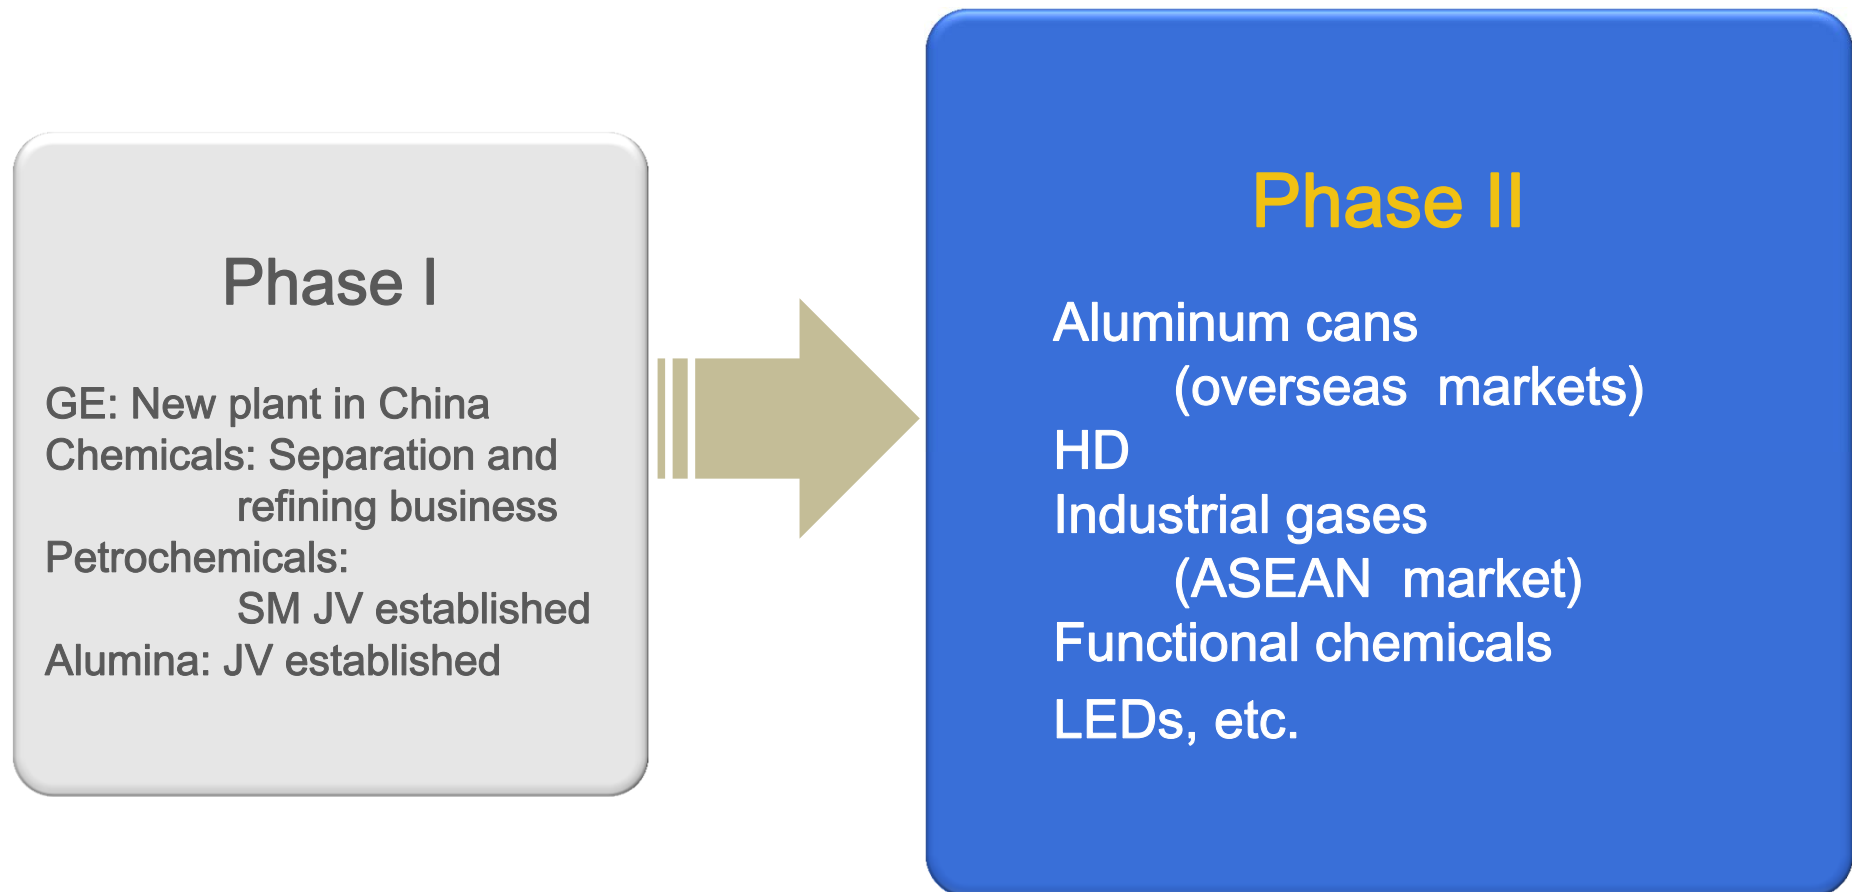 Phase I
GE: New plant in China
Chemicals: Separation and
refining business
Petrochemicals:
SM JV established
Alumina: JV established
Phase II
Aluminum cans
(overseas markets)
HD
Industrial gases
(ASEAN market)
Functional chemicals
LEDs, etc.